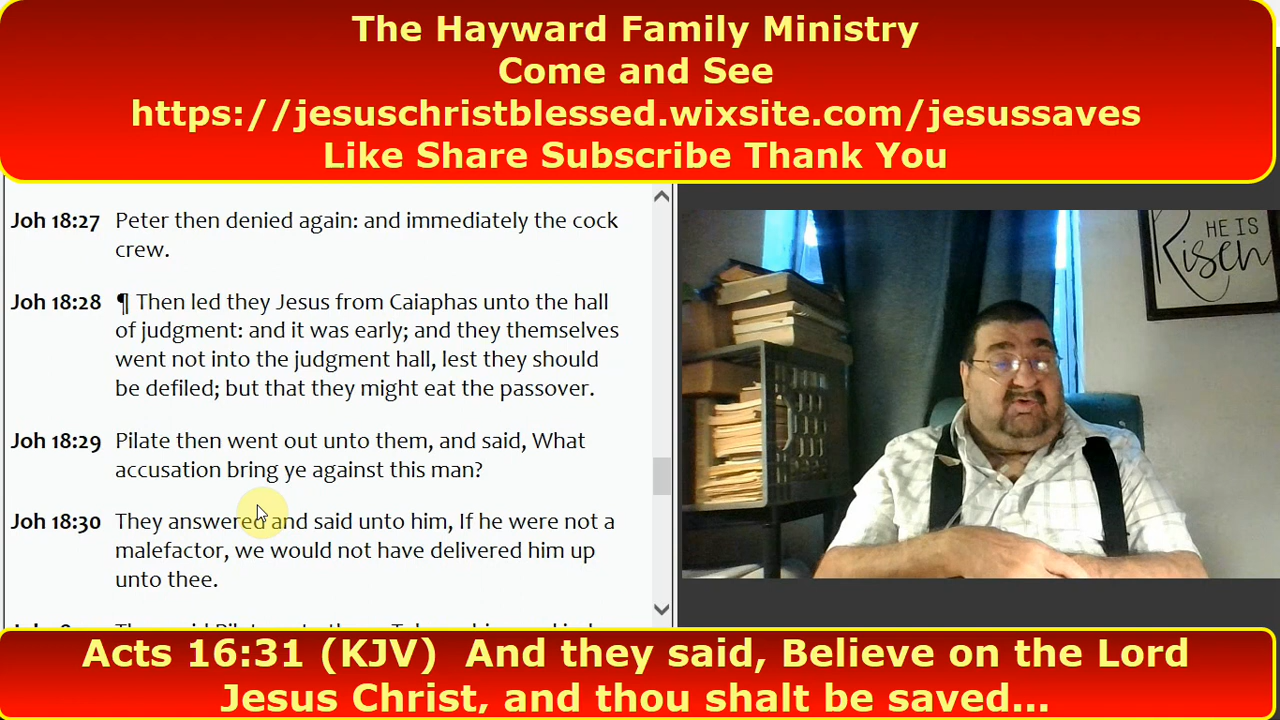 The Hayward Family Ministry
Come and See
https://jesuschristblessed.wixsite.com/jesussaves
Like Share Subscribe Thank You
Joh 18:27 Peter then denied again: and immediately the cock
crew.
Joh 18:28 ¶ Then led they Jesus from Caiaphas unto the hall
of judgment: and it was early; and they themselves
went not into the judgment hall, lest they should
be defiled; but that they might eat the passover.
Joh 18:29 Pilate then went out unto them, and said, What
accusation bring ye against this man?
Joh 18:30 They answered and said unto him, If he were not a
malefactor, we would not have delivered him up
unto thee.
HE IS
Risen
Acts 16:31 (KJV) And they said, Believe on the Lord
Jesus Christ, and thou shalt be saved...